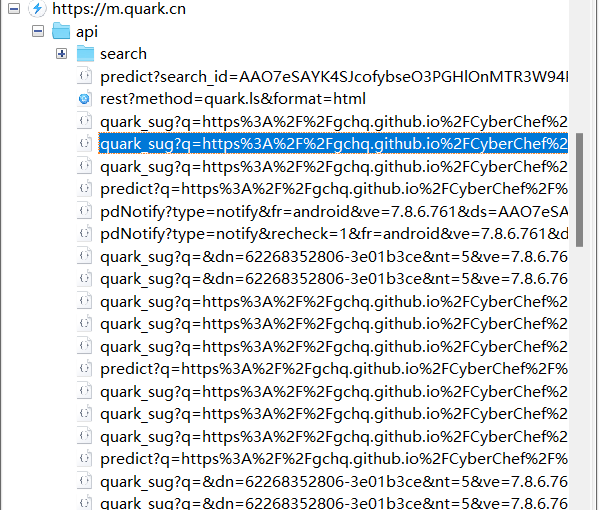 https://m.quark.cn
api
search
predict?search_id=AAO7eSAYK4SJcofybseO3PGHlOnMTR3W94
rest?method=quark.ls&format=html
quark_sug?q=https%3A%2F%2Fgchq.github.io%2FCyberChef%2
quark_sug?q=https%3A%2F%2Fgchq.github.io%2FCyberChef%2
quark_sug?q=https%3A%2F%2Fgchq.github.io%2FCyberChef%2
predict?q=https%3A%2F%2Fgchq.github.io%2FCyberChef%2F%
pdNotify?type=notify&fr=android&ve=7.8.6.761&ds=AAO7eSA
pdNotify?type=notify&recheck=1&fr=android&ve=7.8.6.761&d
quark_sug?q=&dn=62268352806-3e01b3ce&nt=5&ve=7.8.6.76
quark_sug?q=&dn=62268352806-3e01b3ce&nt=5&ve=7.8.6.76
quark_sug?q=https%3A%2F%2Fgchq.github.io%2FCyberChef%2
quark_sug?q=https%3A%2F%2Fgchq.github.io%2FCyberChef%2
quark_sug?q=https%3A%2F%2Fgchq.github.io%2FCyberChef%2
predict?q=https%3A%2F%2Fgchq.github.io%2FCyberChef%2F%
quark_sug?q=https%3A%2F%2Fgchq.github.io%2FCyberChef%2
quark_sug?q=https%3A%2F%2Fgchq.github.io%2FCyberChef%2
quark_sug?q=https%3A%2F%2Fgchq.github.io%2FCyberChef%2
predict?q=https%3A%2F%2Fgchq.github.io%2FCyberChef%2F%
quark_sug?q=&dn=62268352806-3e01b3ce&nt=5&ve=7.8.6.76
quark_sug?q=&dn=62268352806-3e01b3ce&nt=5&ve=7.8.6.76